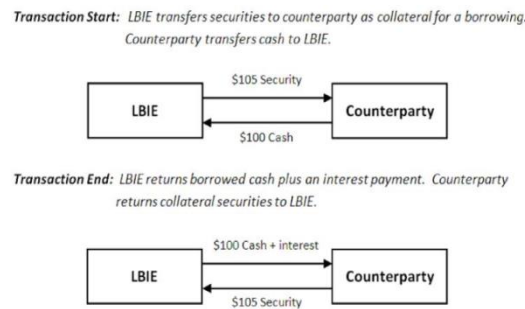 Transaction Start: LBIE transfers securities to counterparty as collateral for a borrowing.
Counterparty transfers cash to LBIE.
$105 Security
LBIE
Counterparty
$100 Cash
Transaction End: LBIE returns borrowed cash plus an interest payment. Counterparty
returns collateral securities to LBIE.
$100 Cash + interest
LBIE
Counterparty
$105 Security